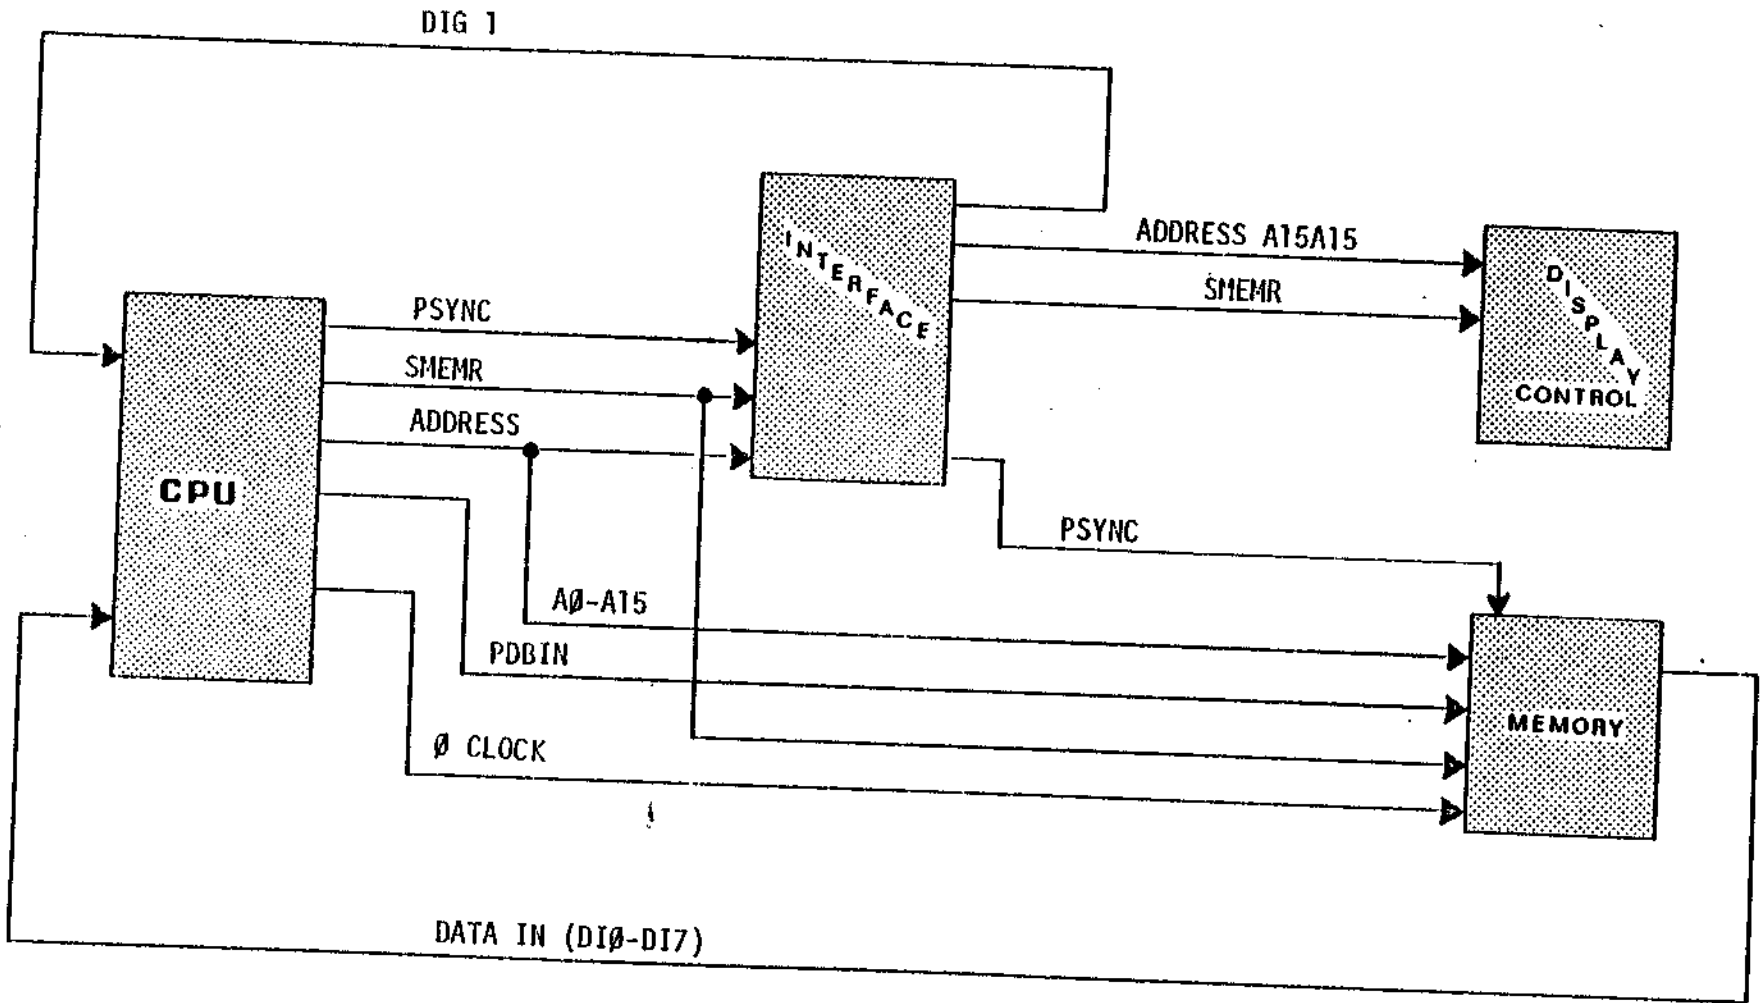 DIG 1
INTERFACE
ADDRESS A15A15
SMEMR
DISPLAY
CONTROL
PSYNC
SMEMR
ADDRESS
CPU
PSYNC
AØ-A15
PDBIN
MEMORY
Ø CLOCK
DATA IN (DIØ-DI7)